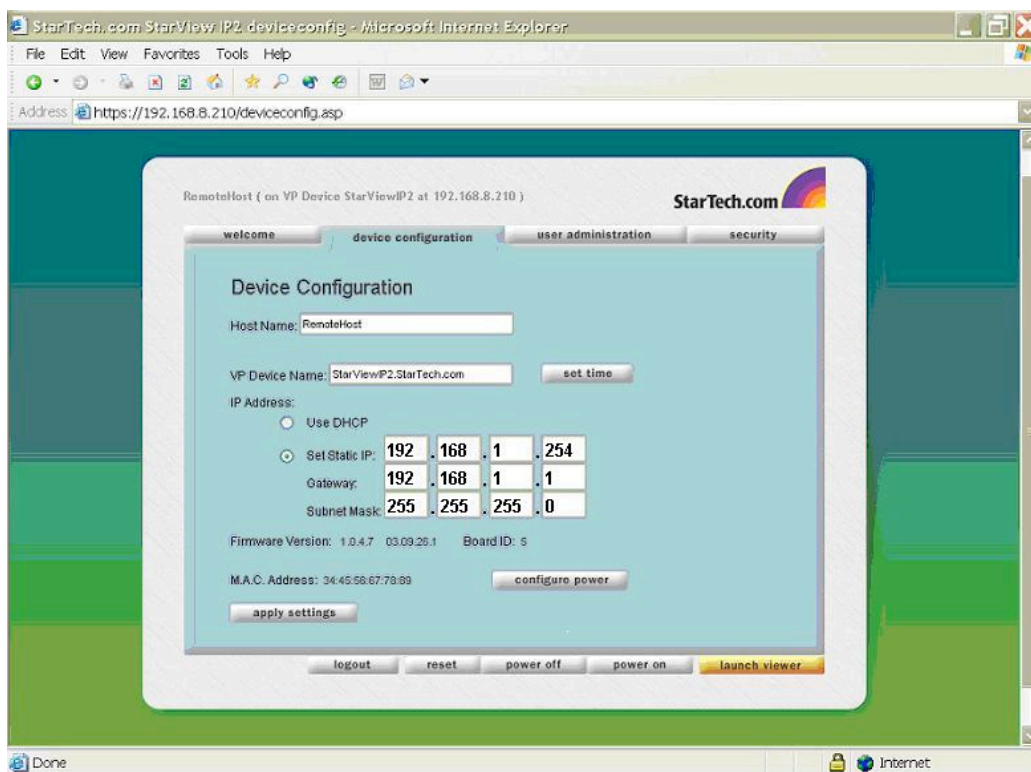 StarTech.com StarView IP2 deviceconfig - Microsoft Internet Explorer
File Edit View Favorites Tools Help
Address https://192.168.8.210/deviceconfig.asp
RemoteHost ( on VP Device StarViewIP2 at 192.168.8.210 )
StarTech.com
welcome device configuration user administration security
Device Configuration
Host Name: RemoteHost
VP Device Name: StarViewIP2.StarTech.com set time
IP Address:
Use DHCP
Set Static IP: 192 . 168 . 1 . 254
Gateway: 192 . 168 . 1 . 1
Subnet Mask: 255 . 255 . 255 . 0
Firmware Version: 1.0.4.7 03.09.26.1 Board ID: S
M.A.C. Address: 34:45:56:67:78:89 configure power
apply settings
logout reset power off power on launch viewer
Done Internet